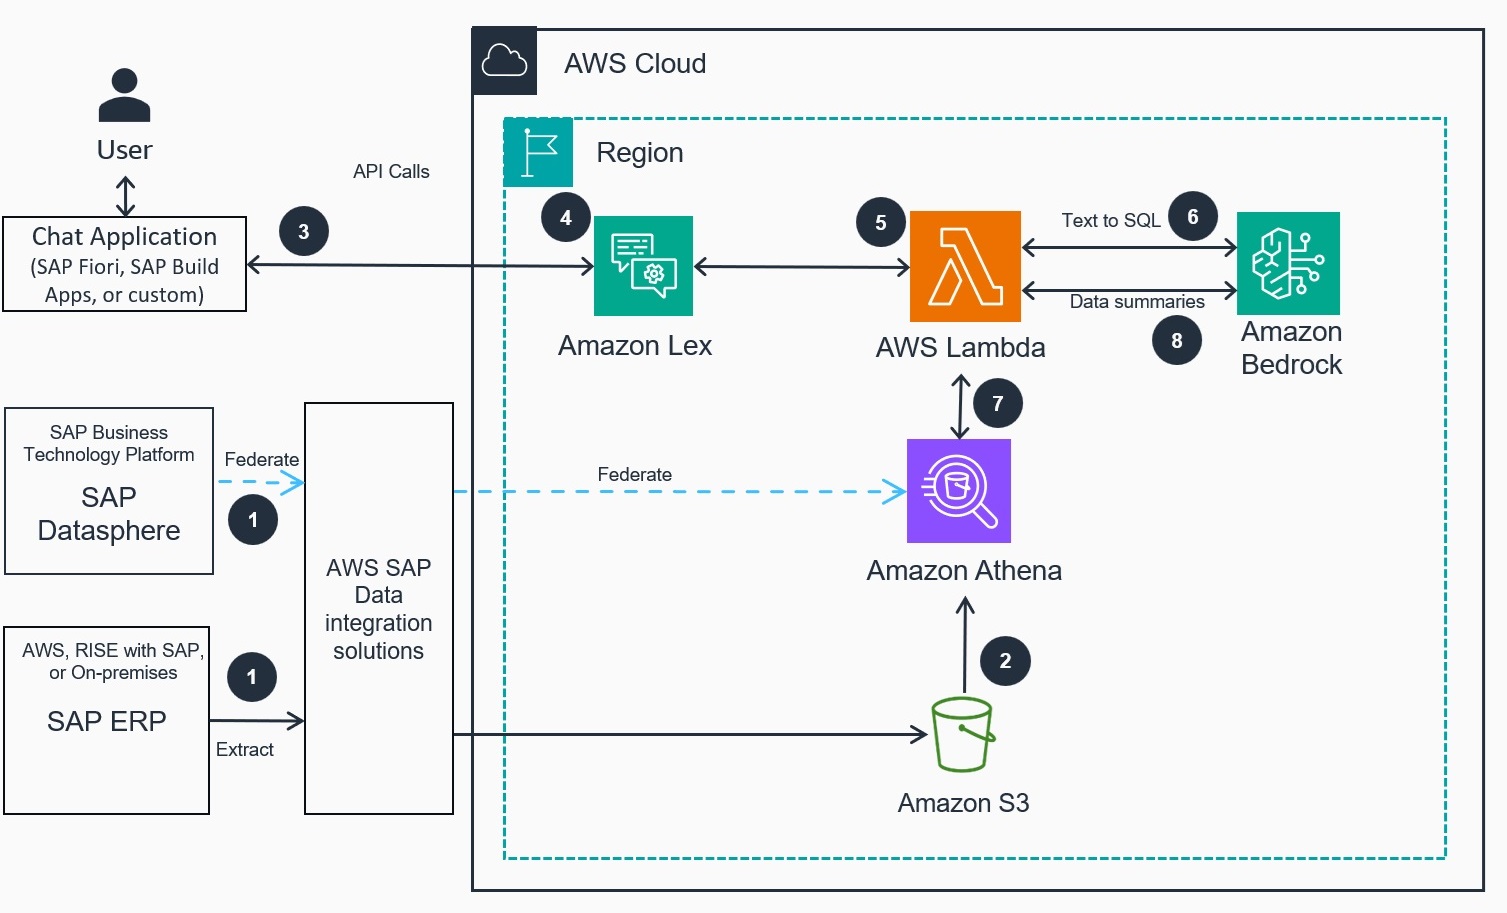 AWS Cloud
Region
User
API Calls
Chat Application
(SAP Fiori, SAP Build
Apps, or custom)
3
4
Amazon Lex
5
AWS Lambda
Text to SQL
6
Data summaries
8
Amazon
Bedrock
7
SAP Business
Technology Platform
SAP
Datasphere
Federate
1
Federate
Amazon Athena
AWS SAP
Data
integration
solutions
AWS, RISE with SAP,
or On-premises
SAP ERP
1
Extract
2
Amazon S3